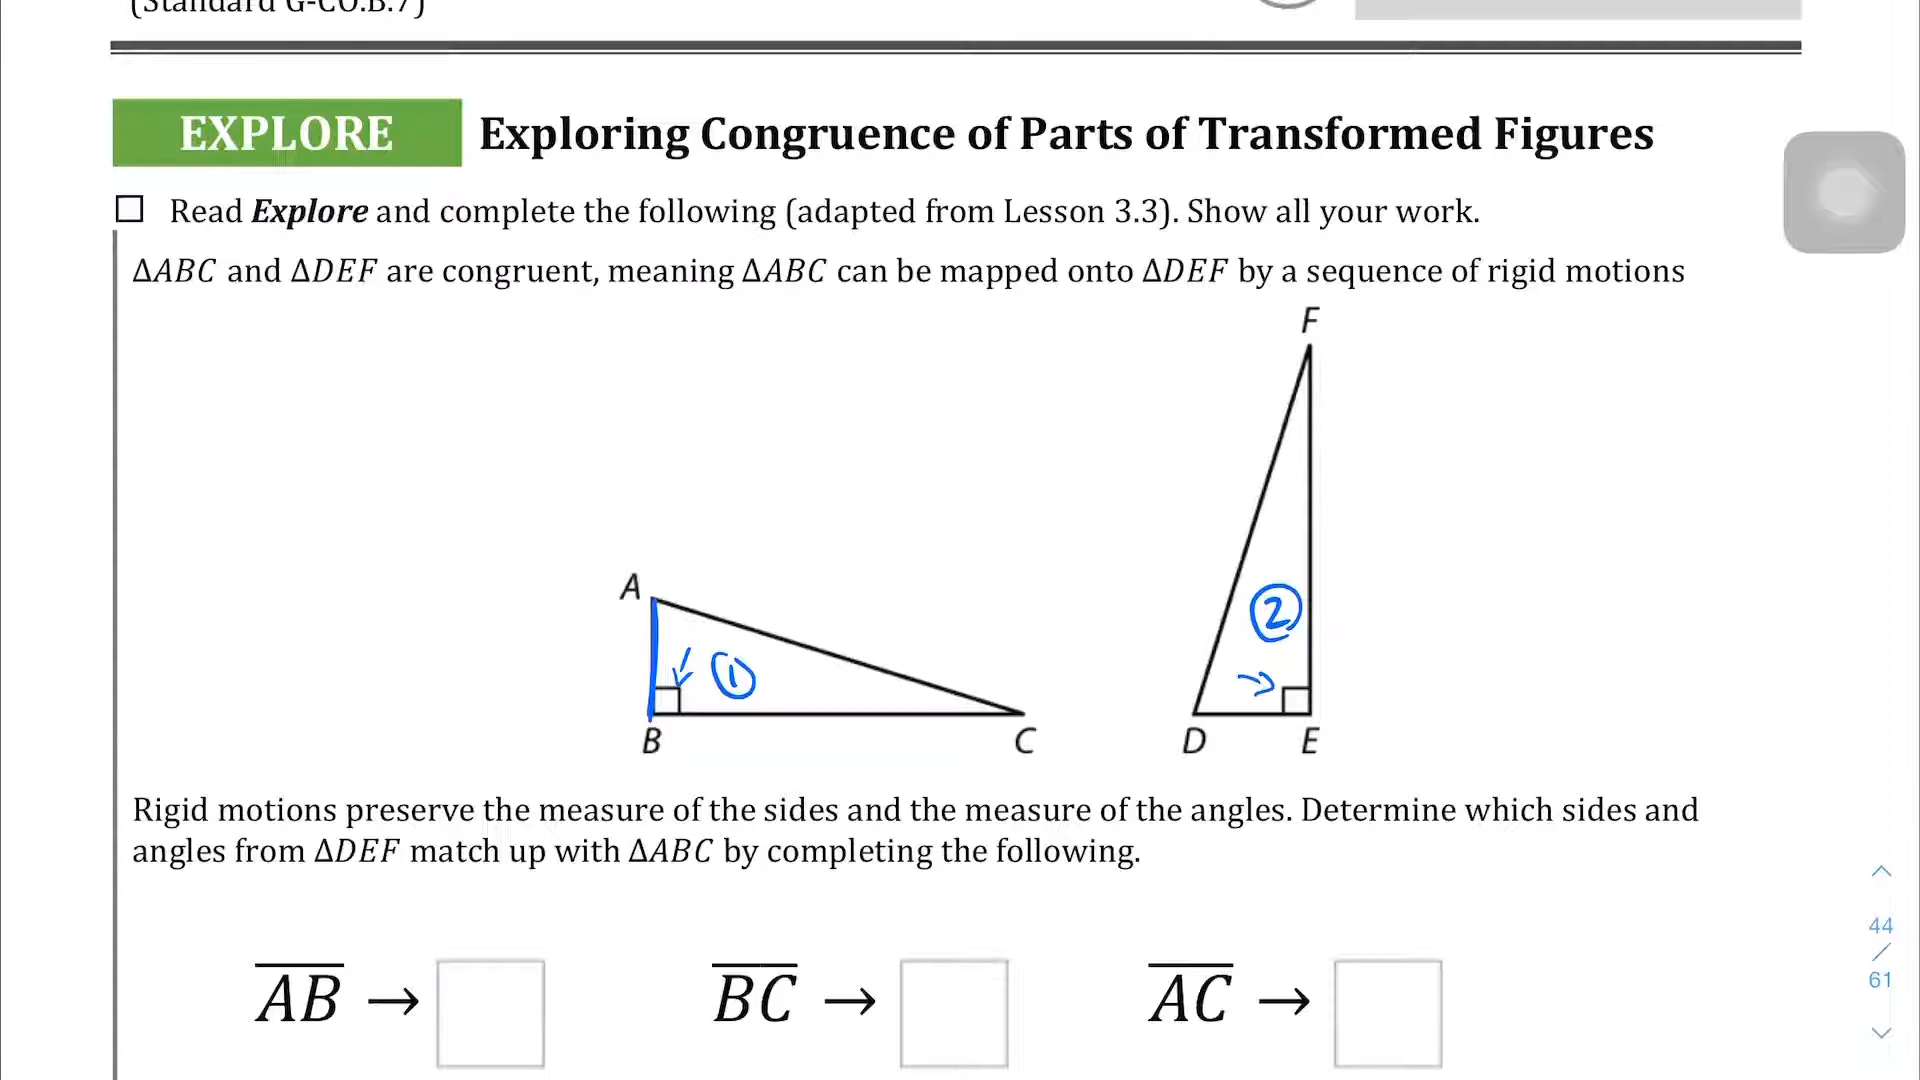 (Standard G-CO.B.7)
EXPLORE Exploring Congruence of Parts of Transformed Figures
☐ Read Explore and complete the following (adapted from Lesson 3.3). Show all your work.
ΔABC and ΔDEF are congruent, meaning ΔABC can be mapped onto ΔDEF by a sequence of rigid motions
F
A
②
①
B C D E
Rigid motions preserve the measure of the sides and the measure of the angles. Determine which sides and
angles from ΔDEF match up with ΔABC by completing the following.
44
/
61
A̅B̅ → B̅C̅ → A̅C̅ →